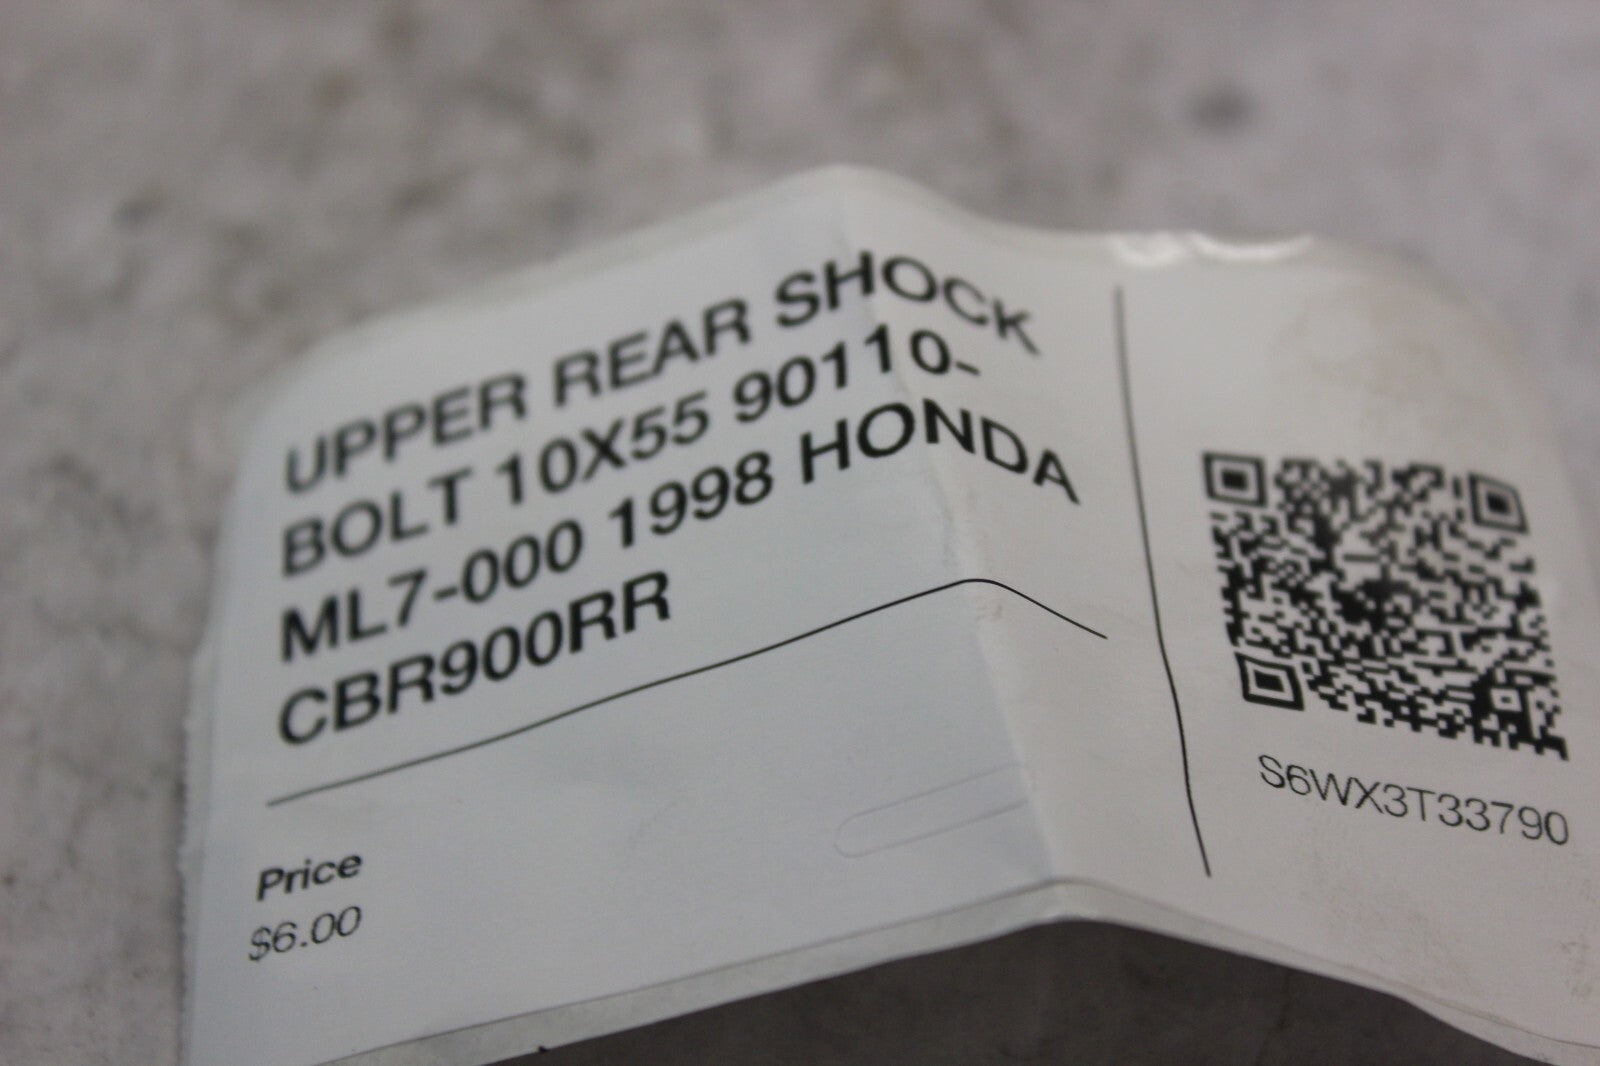 UPPER REAR SHOCK
BOLT 10X55 90110-
ML7-000 1998 HONDA
CBR900RR
Price
$6.00
S6WX3T33790